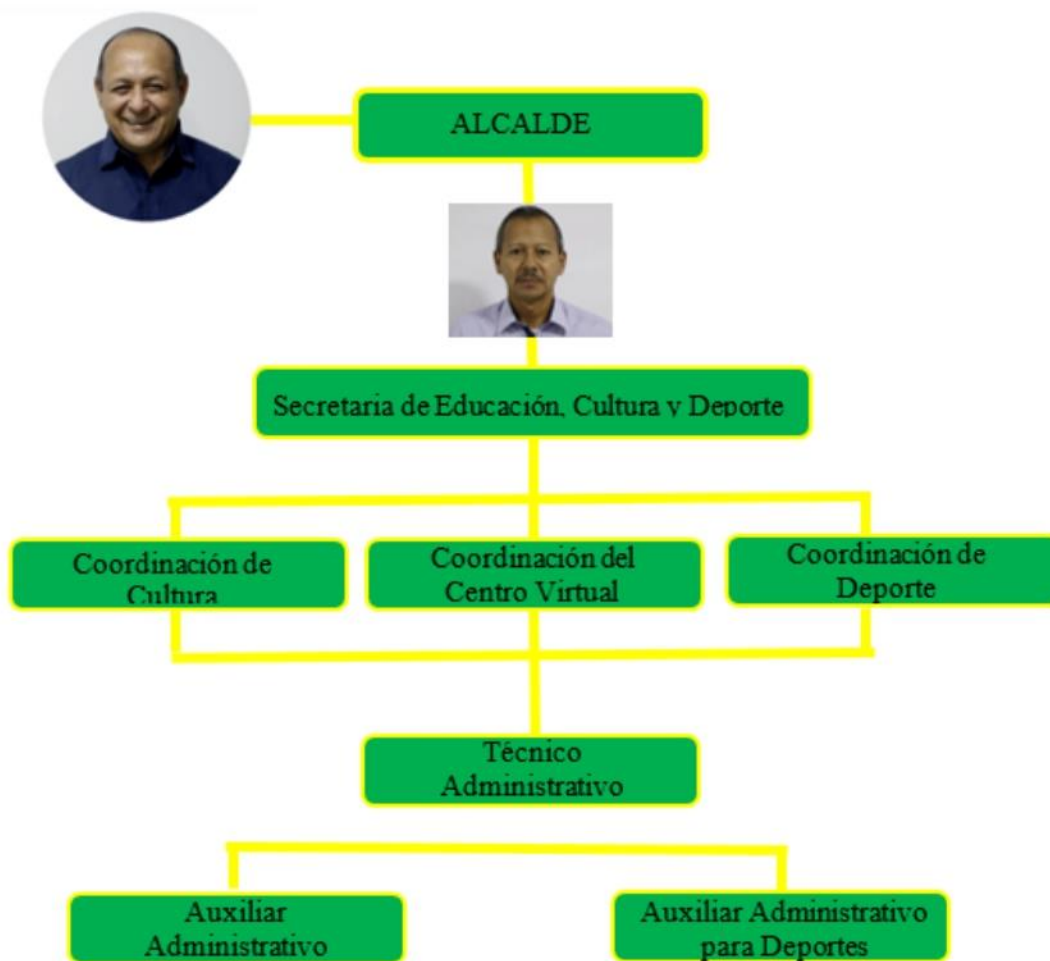 ALCALDE
Secretaria de Educación, Cultura y Deporte
Coordinación de
Cultura
Coordinación del
Centro Virtual
Coordinación de
Deporte
Técnico
Administrativo
Auxiliar
Administrativo
Auxiliar Administrativo
para Deportes